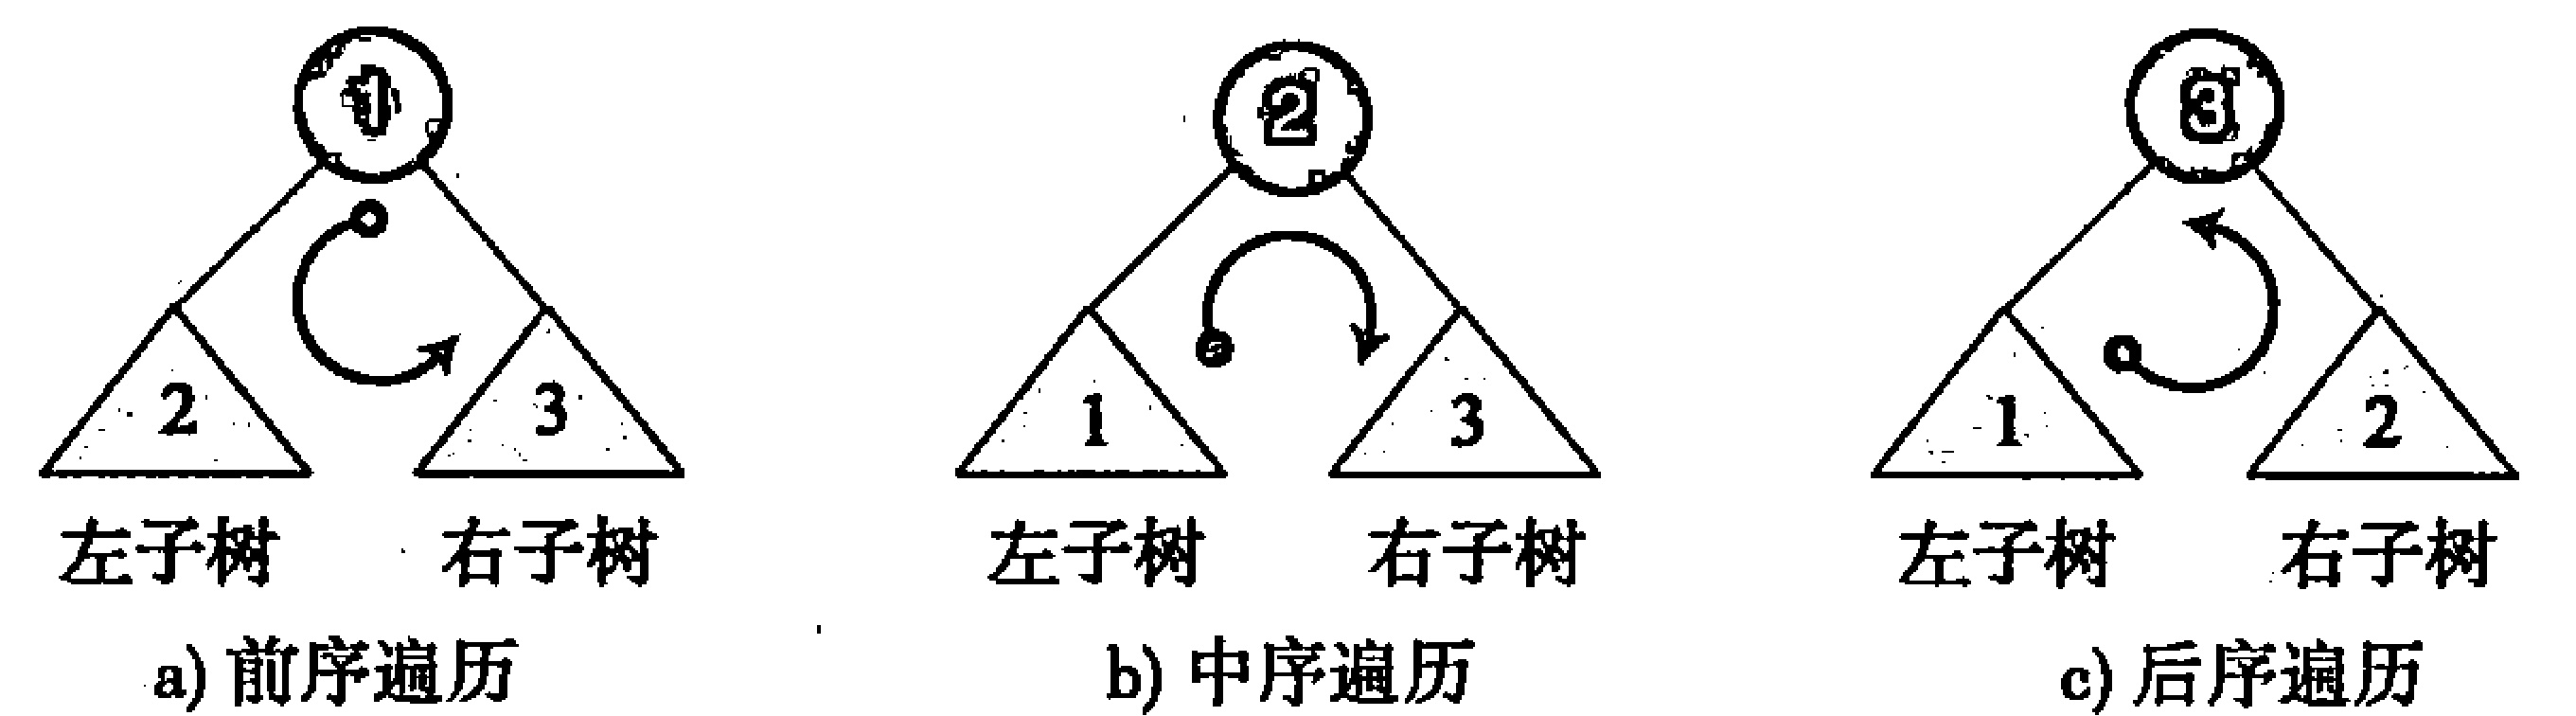 1 2 3
2 3 1 3 1 2
左子树 右子树 左子树 右子树 左子树 右子树
a) 前序遍历 b) 中序遍历 c) 后序遍历